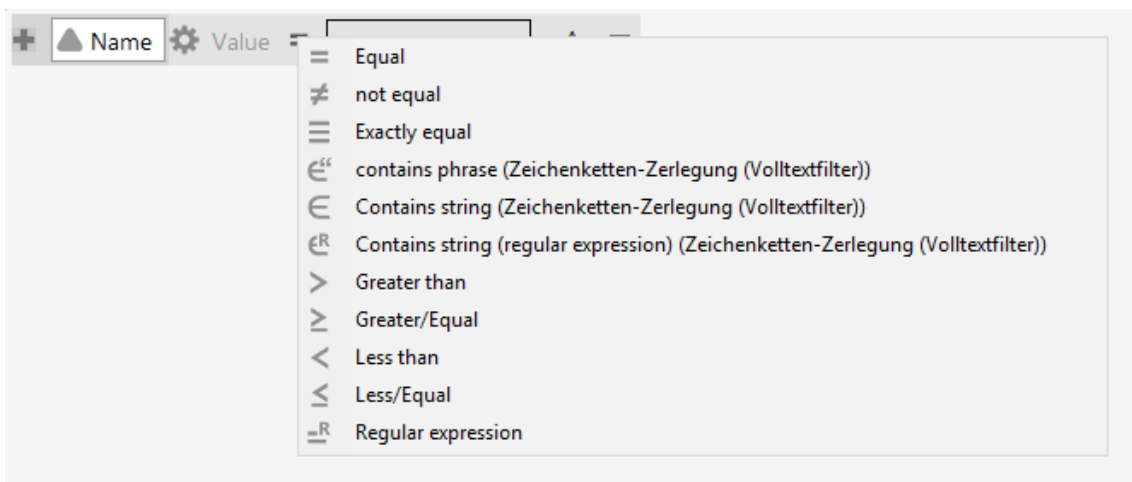 Name Value =
= Equal
≠ not equal
☰ Exactly equal
∈“ contains phrase (Zeichenketten-Zerlegung (Volltextfilter))
∈ Contains string (Zeichenketten-Zerlegung (Volltextfilter))
∈R Contains string (regular expression) (Zeichenketten-Zerlegung (Volltextfilter))
> Greater than
≥ Greater/Equal
< Less than
≤ Less/Equal
=R Regular expression